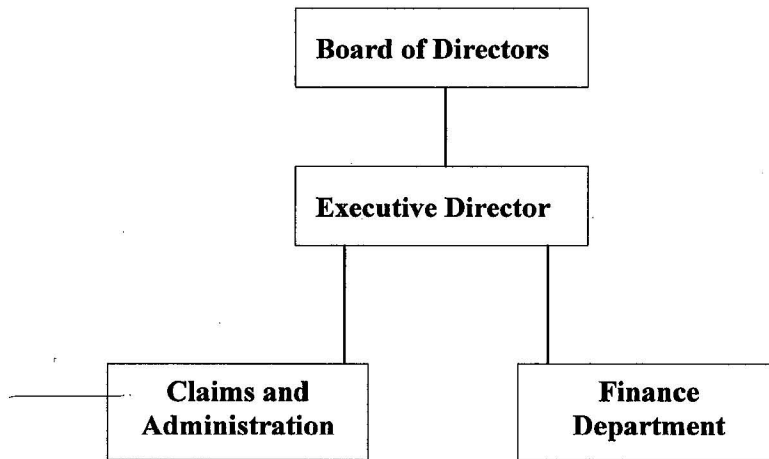 Board of Directors
Executive Director
Claims and
Administration
Finance
Department